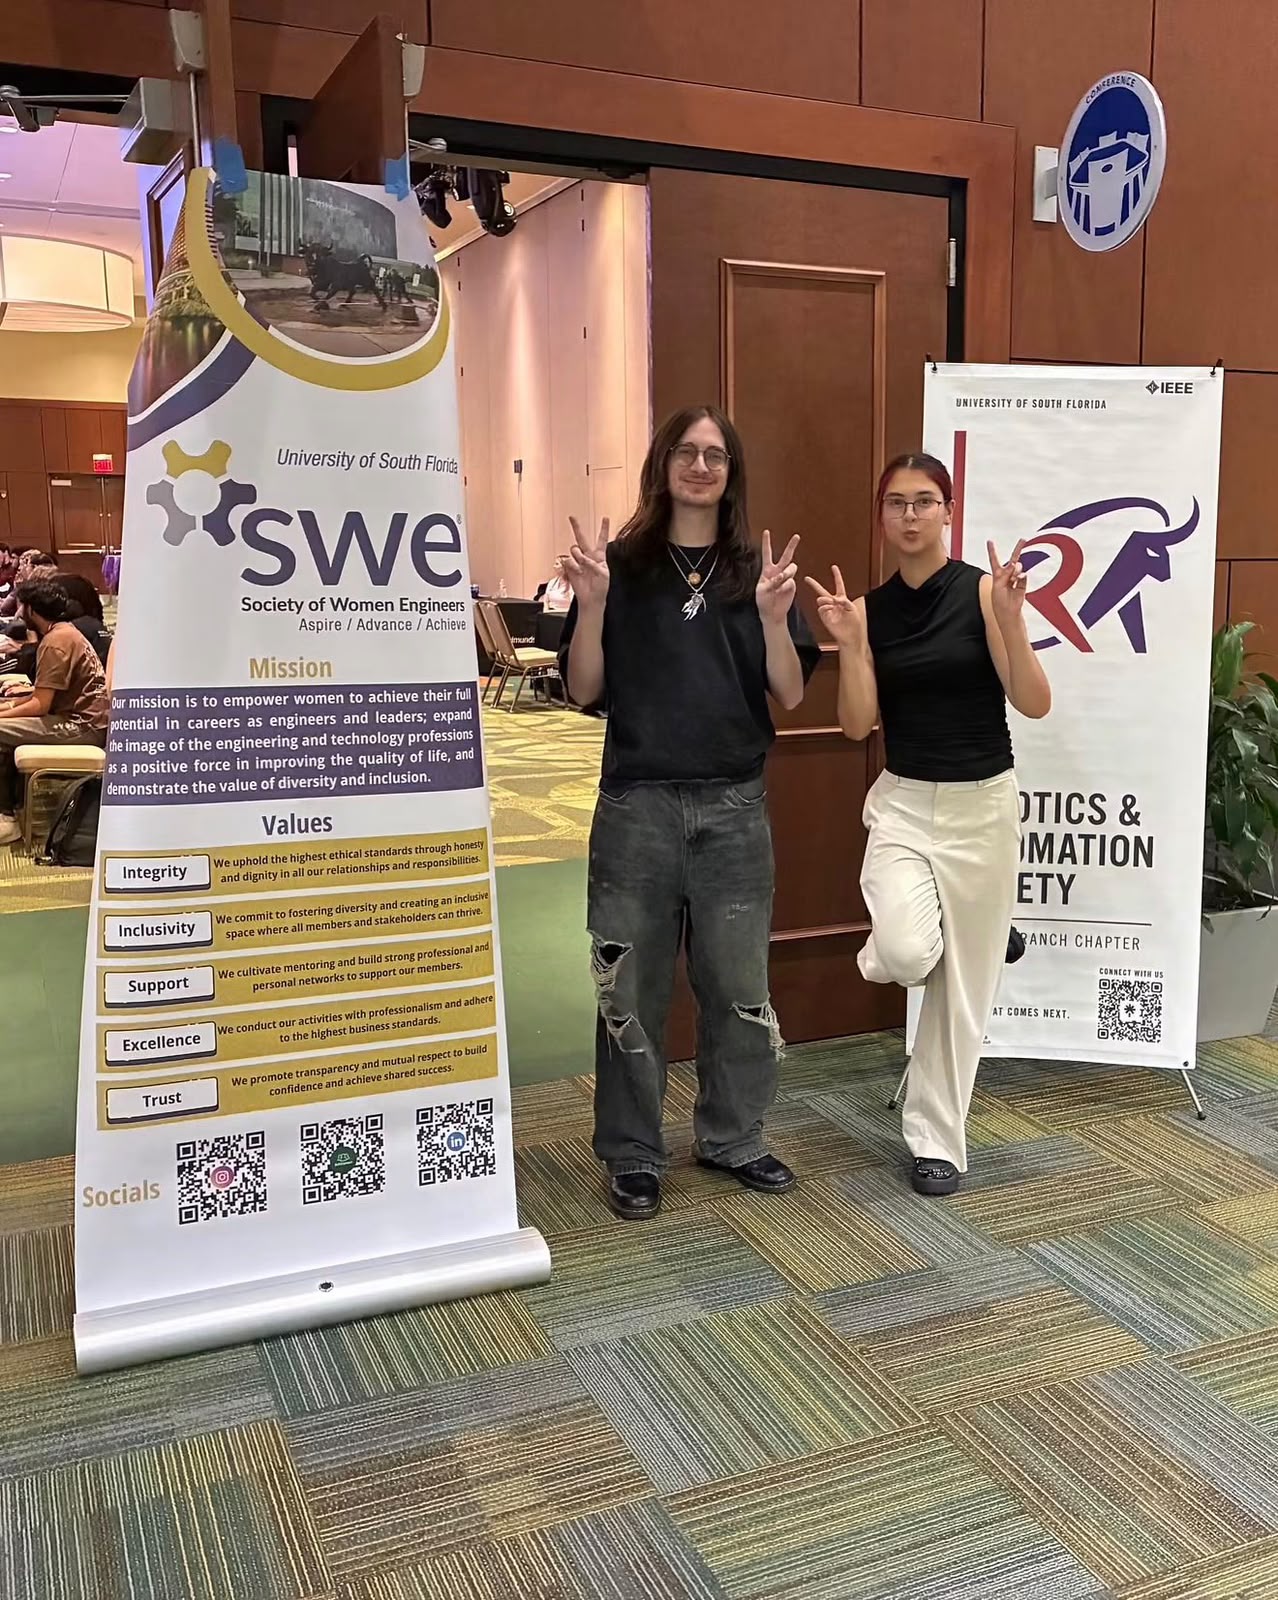 University of South Florida
swe
Society of Women Engineers
Aspire / Advance / Achieve
Mission
Our mission is to empower women to achieve their full
potential in careers as engineers and leaders; expand
the image of the engineering and technology professions
as a positive force in improving the quality of life, and
demonstrate the value of diversity and inclusion.
Values
Integrity
We uphold the highest ethical standards through honesty
and dignity in all our relationships and responsibilities.
Inclusivity
We commit to fostering diversity and creating an inclusive
space where all members and stakeholders can thrive.
Support
We cultivate mentoring and build strong professional and
personal networks to support our members.
Excellence
We conduct our activities with professionalism and adhere
to the highest business standards.
Trust
We promote transparency and mutual respect to build
confidence and achieve shared success.
Socials
in
CONFERENCE
IEEE
UNIVERSITY OF SOUTH FLORIDA
R
OTICS &
OMATION
IETY
RANCH CHAPTER
CONNECT WITH US
AT COMES NEXT.